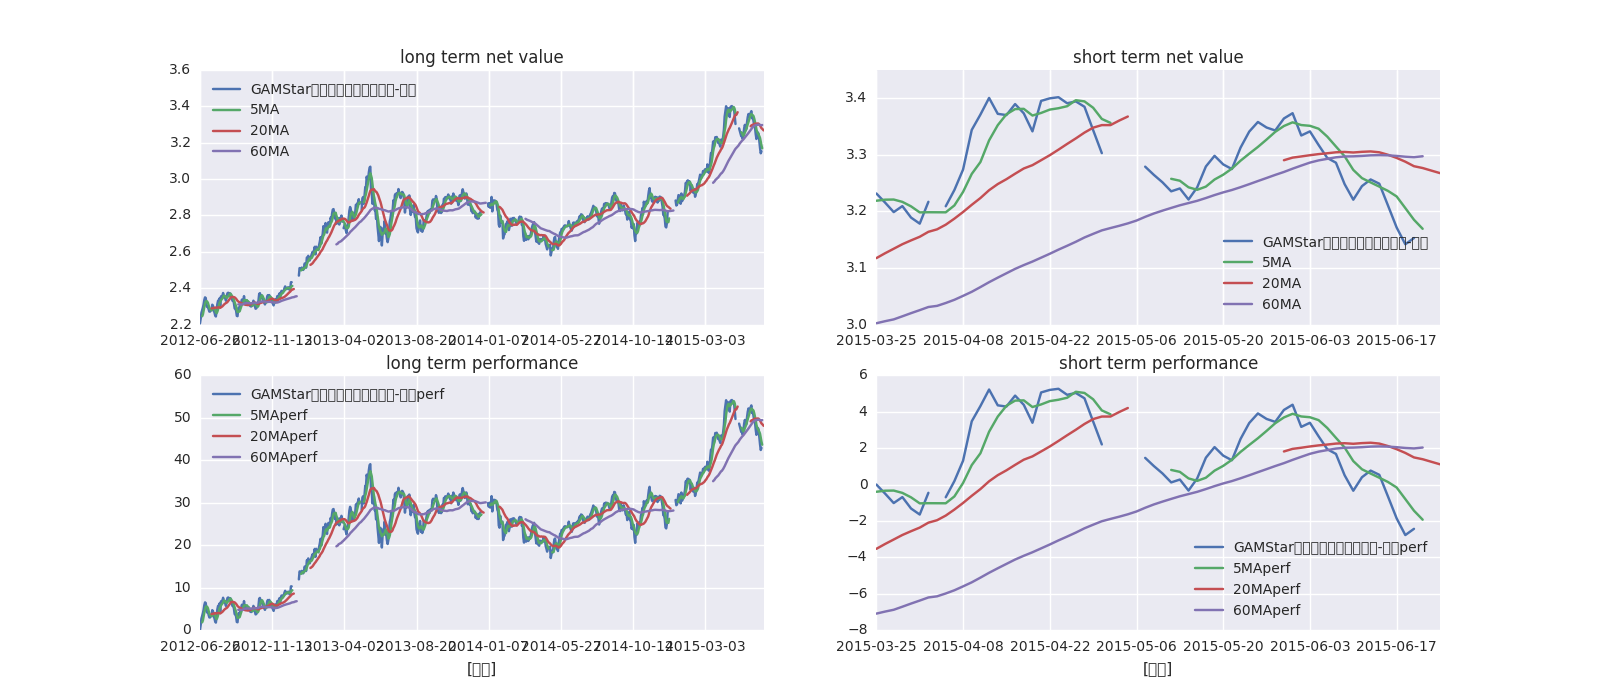 long term net value
3.6
3.4
3.2
3.0
2.8
2.6
2.4
2.2
GAMStar
5MA
20MA
60MA
2012-06-26 2012-11-13 2013-04-02 2013-08-20 2014-01-07 2014-05-27 2014-10-14 2015-03-03
short term net value
3.4
3.3
3.2
3.1
3.0
GAMStar
5MA
20MA
60MA
2015-03-25 2015-04-08 2015-04-22 2015-05-06 2015-05-20 2015-06-03 2015-06-17
long term performance
60
50
40
30
20
10
0
GAMStar perf
5MAperf
20MAperf
60MAperf
2012-06-26 2012-11-13 2013-04-02 2013-08-20 2014-01-07 2014-05-27 2014-10-14 2015-03-03
short term performance
6
4
2
0
−2
−4
−6
−8
GAMStar perf
5MAperf
20MAperf
60MAperf
2015-03-25 2015-04-08 2015-04-22 2015-05-06 2015-05-20 2015-06-03 2015-06-17